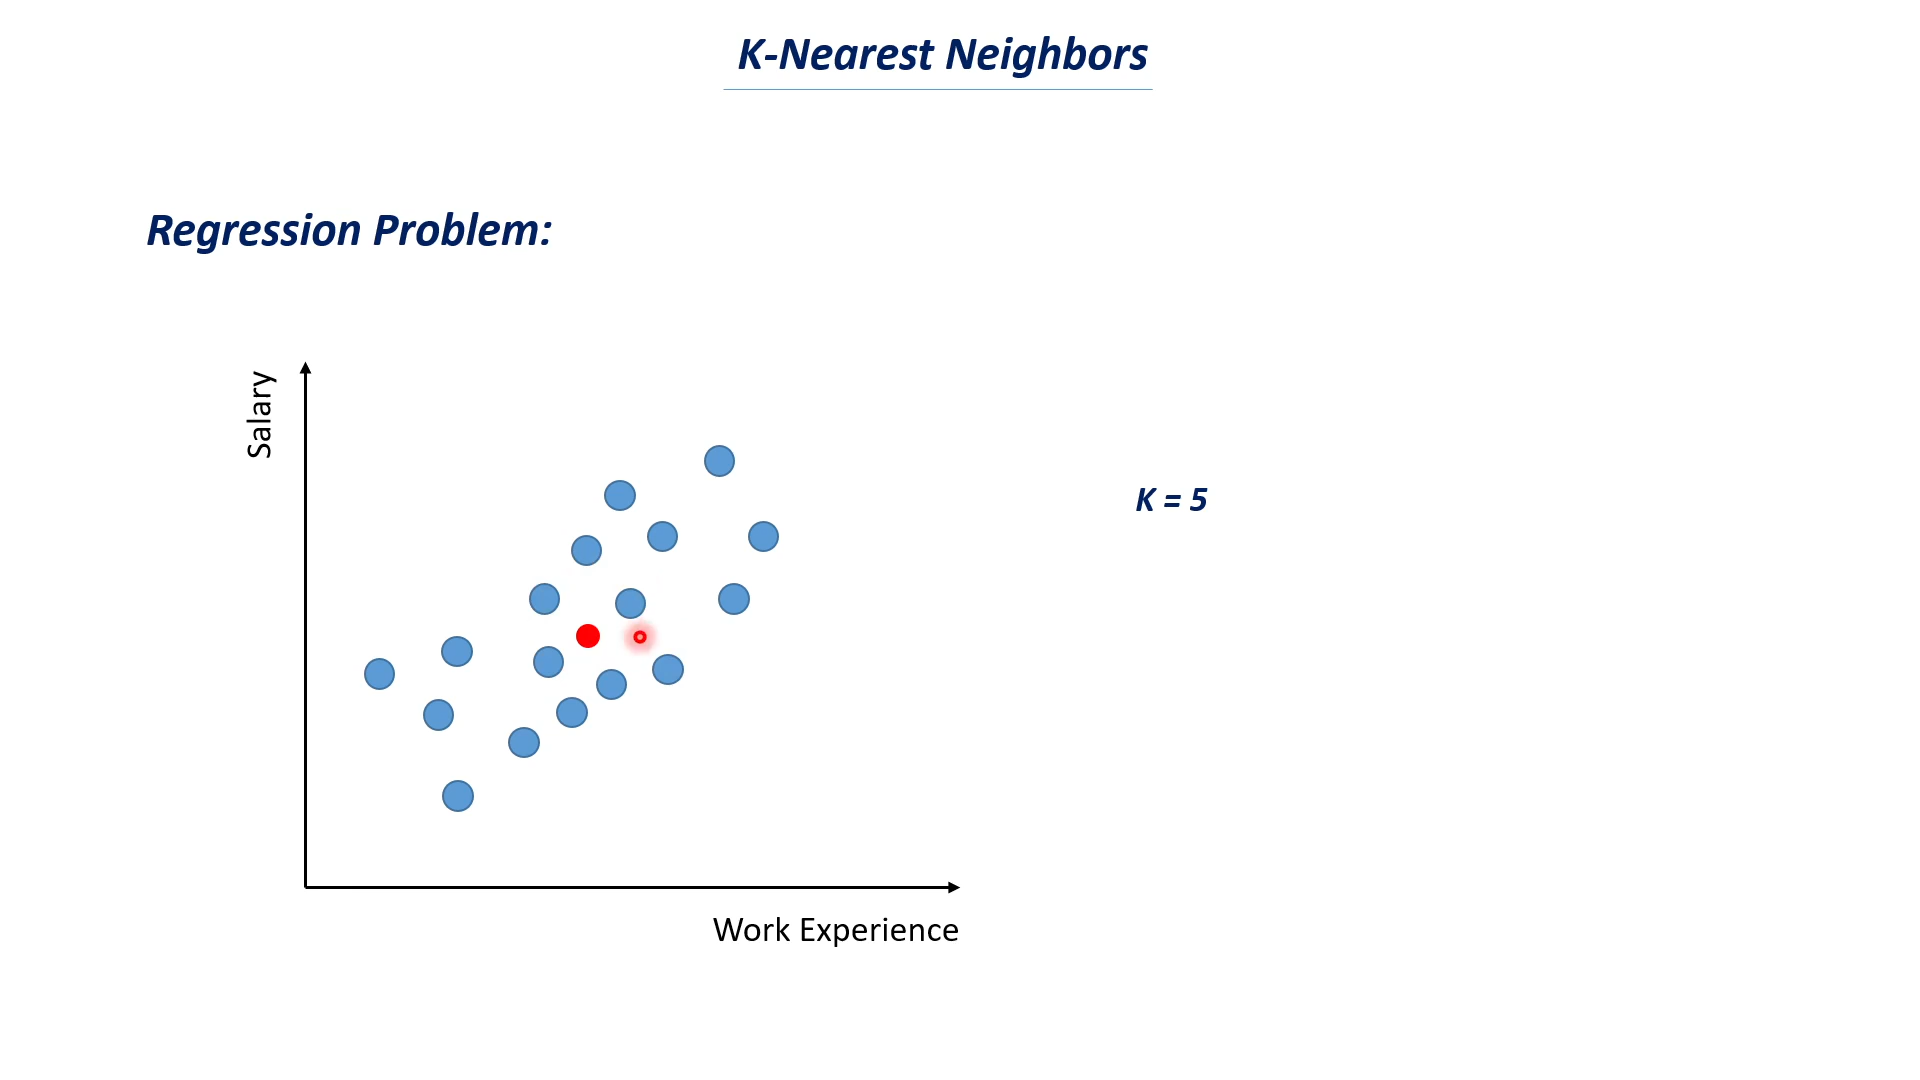 K-Nearest Neighbors
Regression Problem:
Salary
K = 5
Work Experience